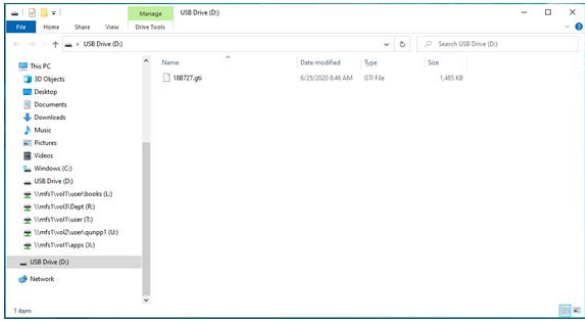 Manage
USB Drive (D:)
File
Home
Share
View
Drive Tools
USB Drive (D:)
Search USB Drive (D:)
This PC
3D Objects
Desktop
Documents
Downloads
Music
Pictures
Videos
Windows (C:)
USB Drive (D:)
\\mfs1\vol1\user\books (L:)
\\mfs1\vol3\Dept (R:)
\\mfs1\vol1\user (T:)
\\mfs1\vol2\user\qunpp1 (U:)
\\mfs1\vol1\apps (X:)
USB Drive (D:)
Network
Name
Date modified
Type
Size
18B727.gti
6/25/2020 8:46 AM
GTI File
1,485 KB
1 item